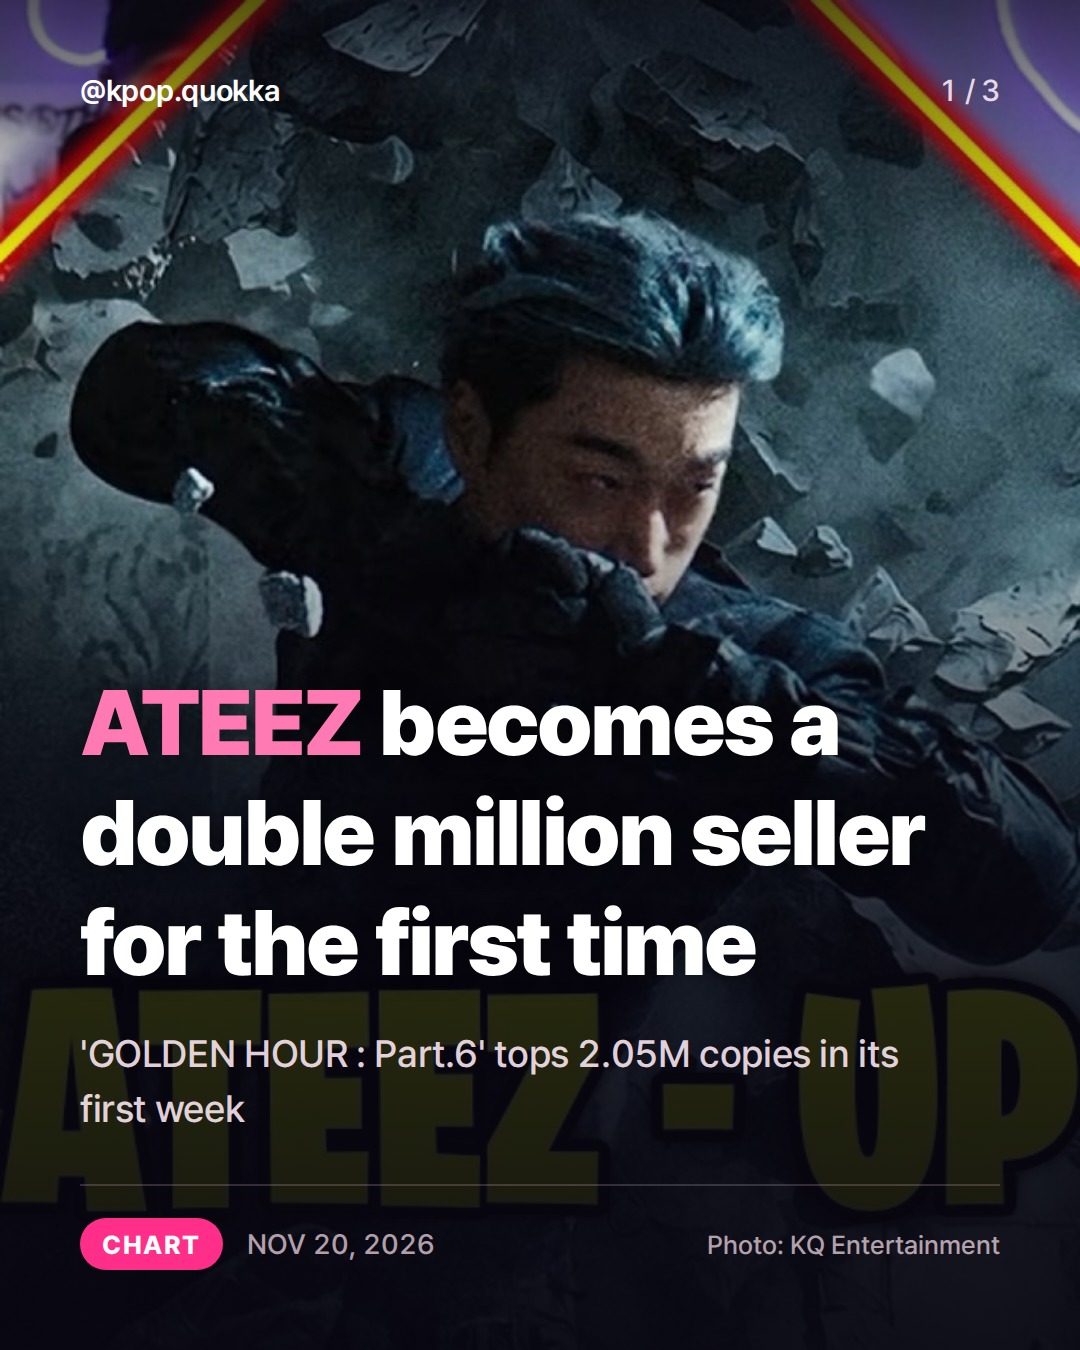 @kpop.quokka
1 / 3
ATEEZ becomes a
double million seller
for the first time
ATEEZ - UP
'GOLDEN HOUR : Part.6' tops 2.05M copies in its
first week
CHART
NOV 20, 2026
Photo: KQ Entertainment